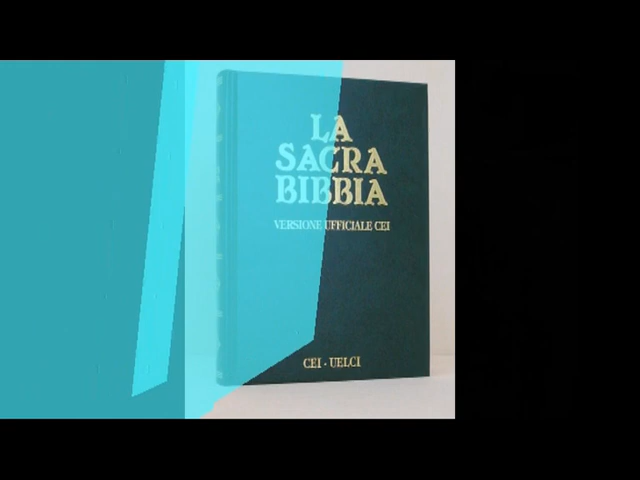 LA
SACRA
BIBBIA
VERSIONE UFFICIALE CEI
CEI - UELCI